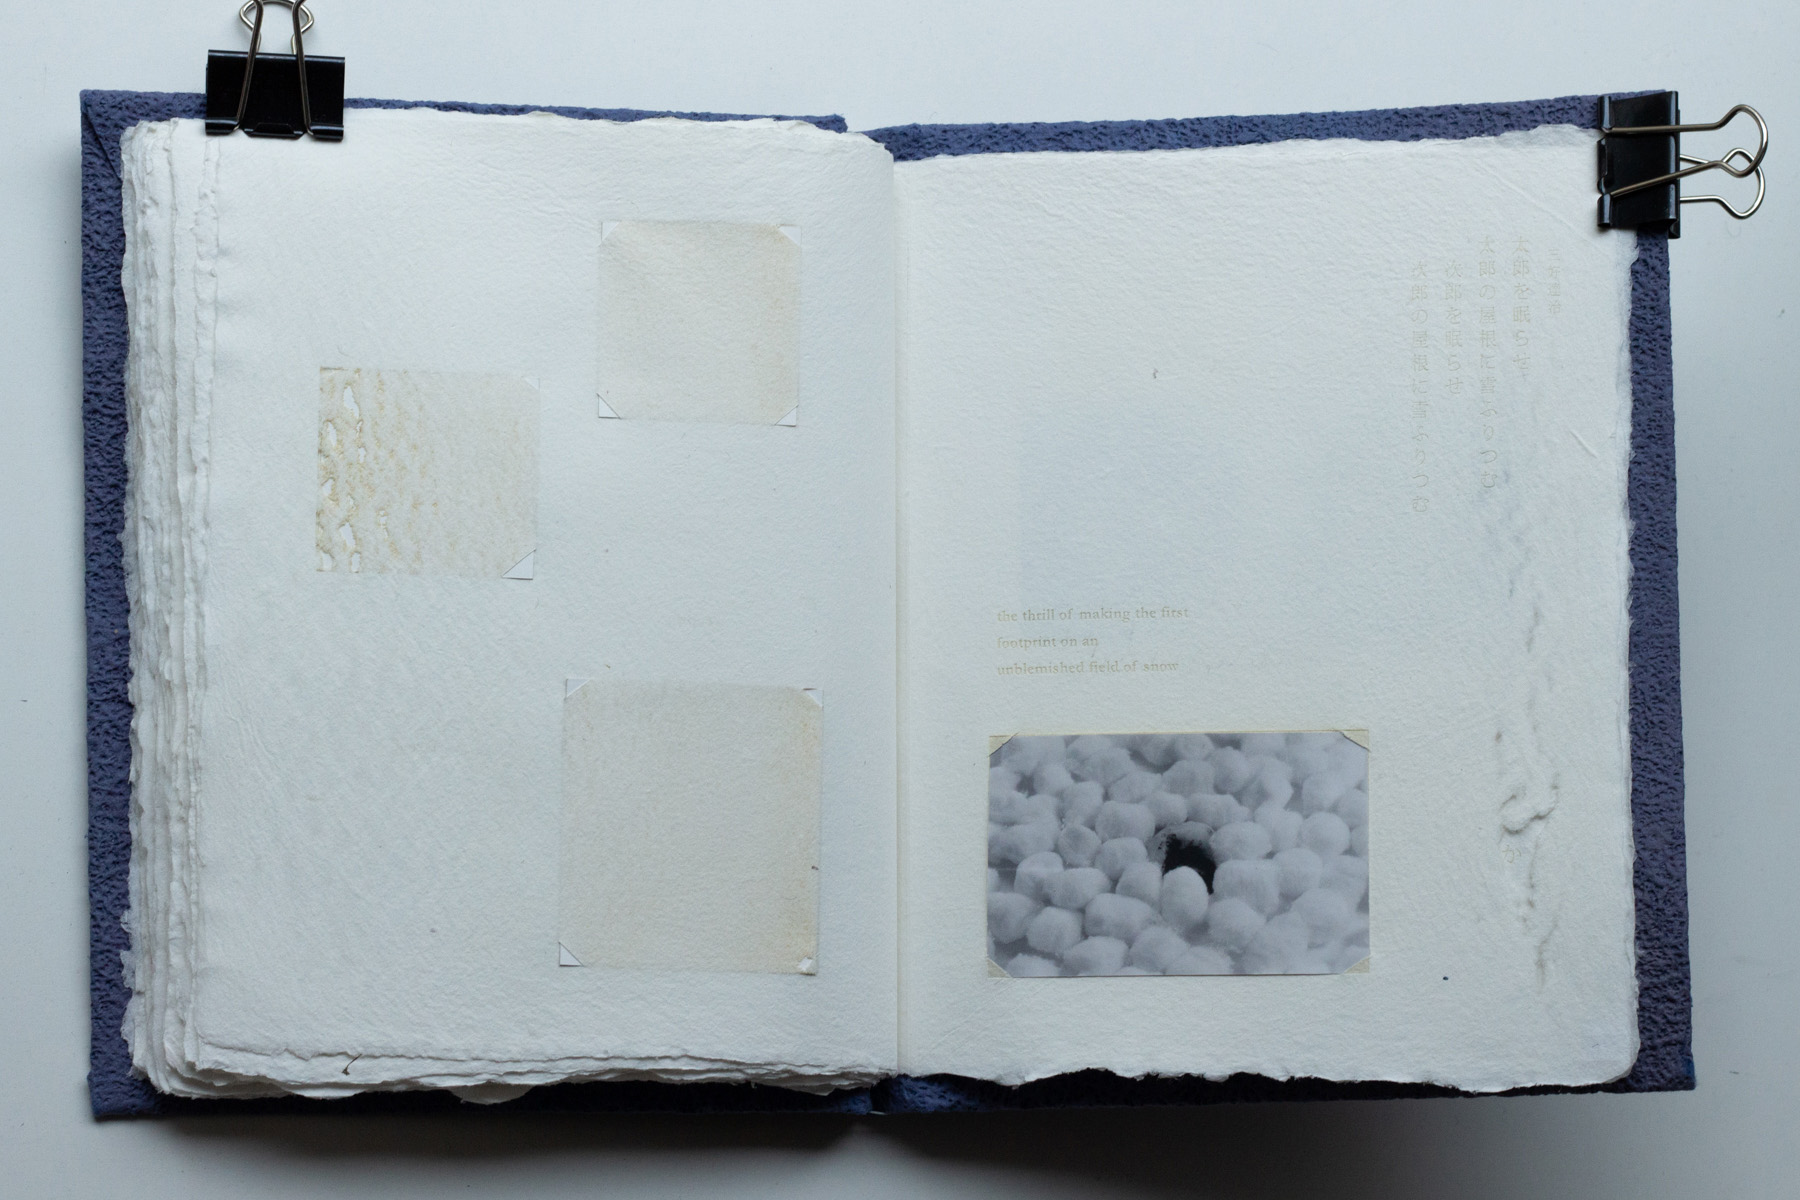 三好達治
太郎を眠らせ、
太郎の屋根に雪ふりつむ
次郎を眠らせ
次郎の屋根に雪ふりつむ
the thrill of making the first
footprint on an
unblemished field of snow